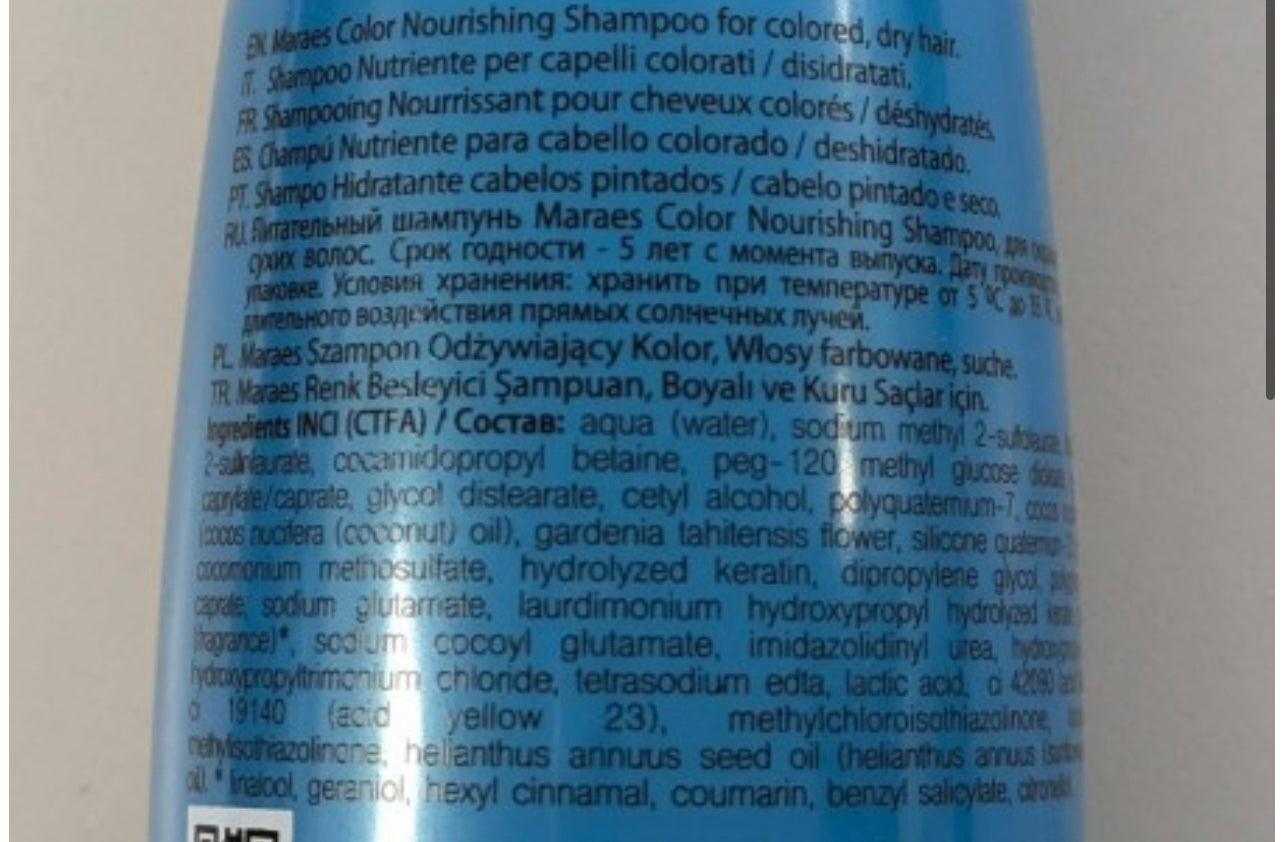 EN. Maraes Color Nourishing Shampoo for colored, dry hair.
IT. Shampoo Nutriente per capelli colorati / disidratati.
FR. Shampooing Nourrissant pour cheveux colorés / déshydratés.
ES. Champú Nutriente para cabello colorado / deshidratado.
PT. Shampo Hidratante cabelos pintados / cabelo pintado e seco.
RU. Питательный шампунь Maraes Color Nourishing Shampoo, для
сухих волос. Срок годности - 5 лет с момента выпуска. Дату
упаковке. Условия хранения: хранить при температуре от 5 °C до
длительного воздействия прямых солнечных лучей.
PL. Maraes Szampon Odżywiający Kolor, Włosy farbowane, suche.
TR. Maraes Renk Besleyici Şampuan, Boyalı ve Kuru Saçlar için.
Ingredients INCI (CTFA) / Состав: aqua (water), sodium methyl 2-sulfolaurate,
2-sulfolaurate, cocamidopropyl betaine, peg-120 methyl glucose
caprylate/caprate, glycol distearate, cetyl alcohol, polyquaternium-7, cocos
(cocos nucifera (coconut) oil), gardenia tahitensis flower, silicone
cocomonium methosulfate, hydrolyzed keratin, dipropylene glycol,
caprate, sodium glutamate, laurdimonium hydroxypropyl hydrolyzed
(fragrance)*, sodium cocoyl glutamate, imidazolidinyl urea,
hydroxypropyltrimonium chloride, tetrasodium edta, lactic acid, ci 42090
ci 19140 (acid yellow 23), methylchloroisothiazolinone,
methylisothiazolinone, helianthus annuus seed oil (helianthus annuus
oil). * linalool, geraniol, hexyl cinnamal, coumarin, benzyl salicylate,